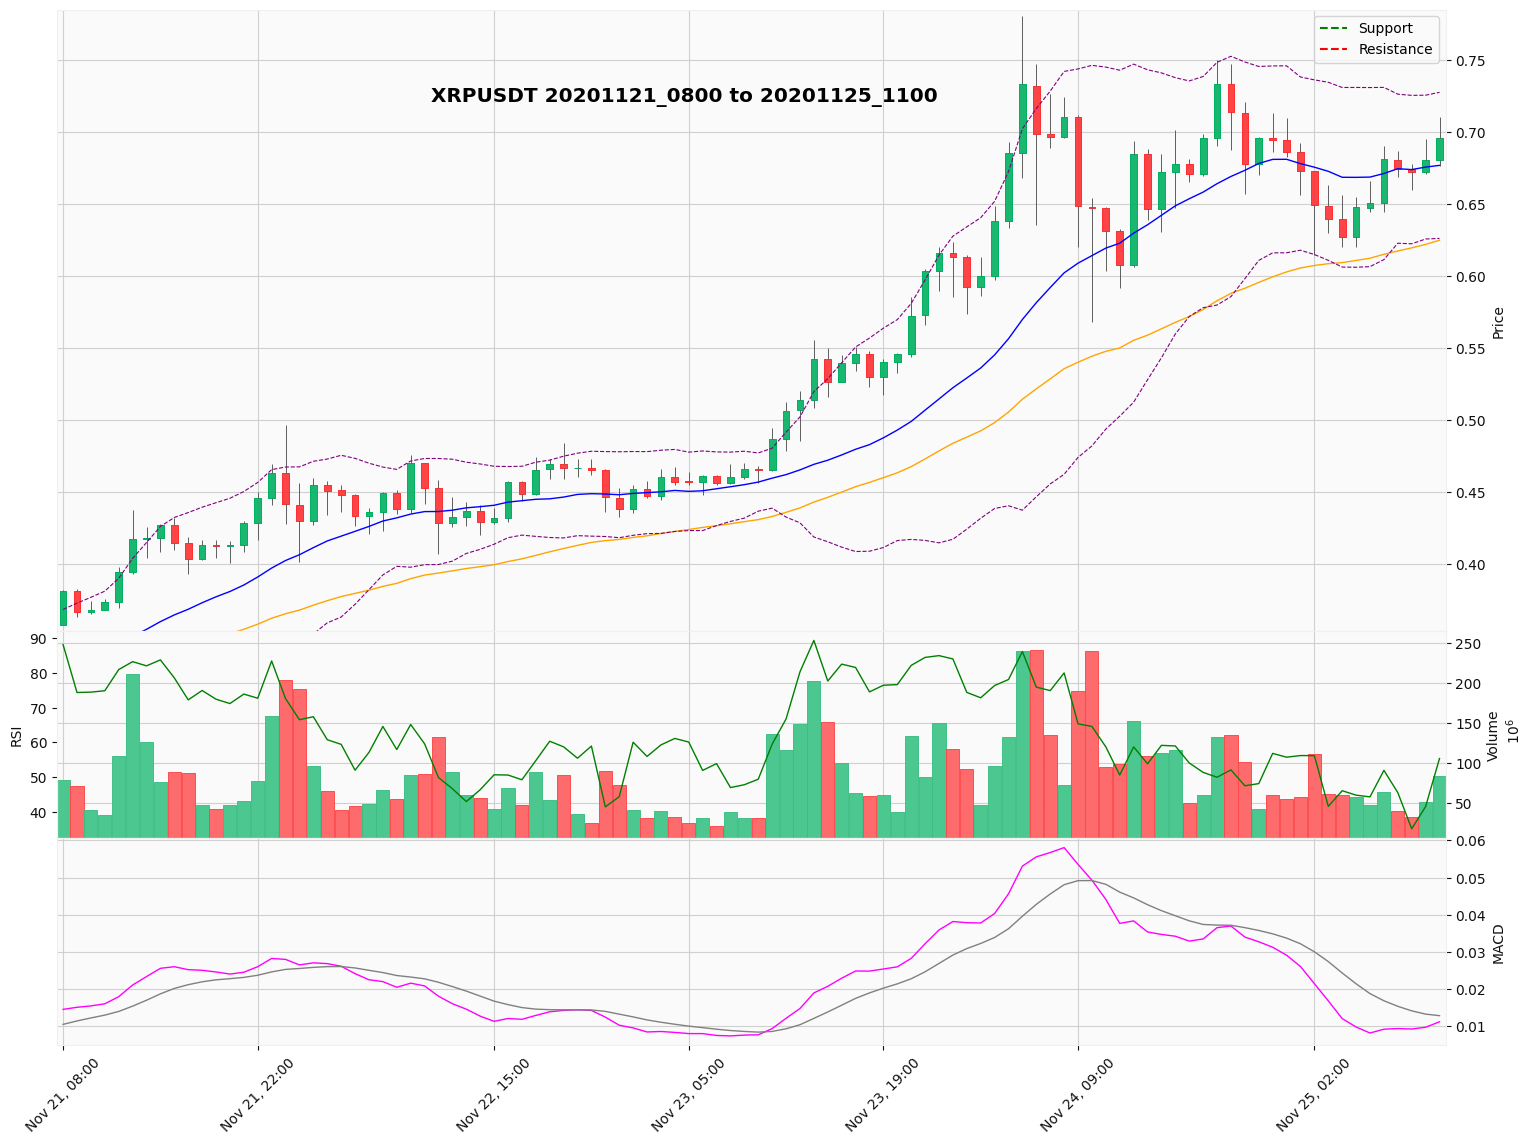 XRPUSDT 20201121_0800 to 20201125_1100
Support
Resistance
0.75
0.70
0.65
0.60
0.55
0.50
0.45
0.40
Price
90
80
70
60
50
40
RSI
250
200
150
100
50
Volume
10^6
0.06
0.05
0.04
0.03
0.02
0.01
MACD
Nov 21, 08:00
Nov 21, 22:00
Nov 22, 15:00
Nov 23, 05:00
Nov 23, 19:00
Nov 24, 09:00
Nov 25, 02:00